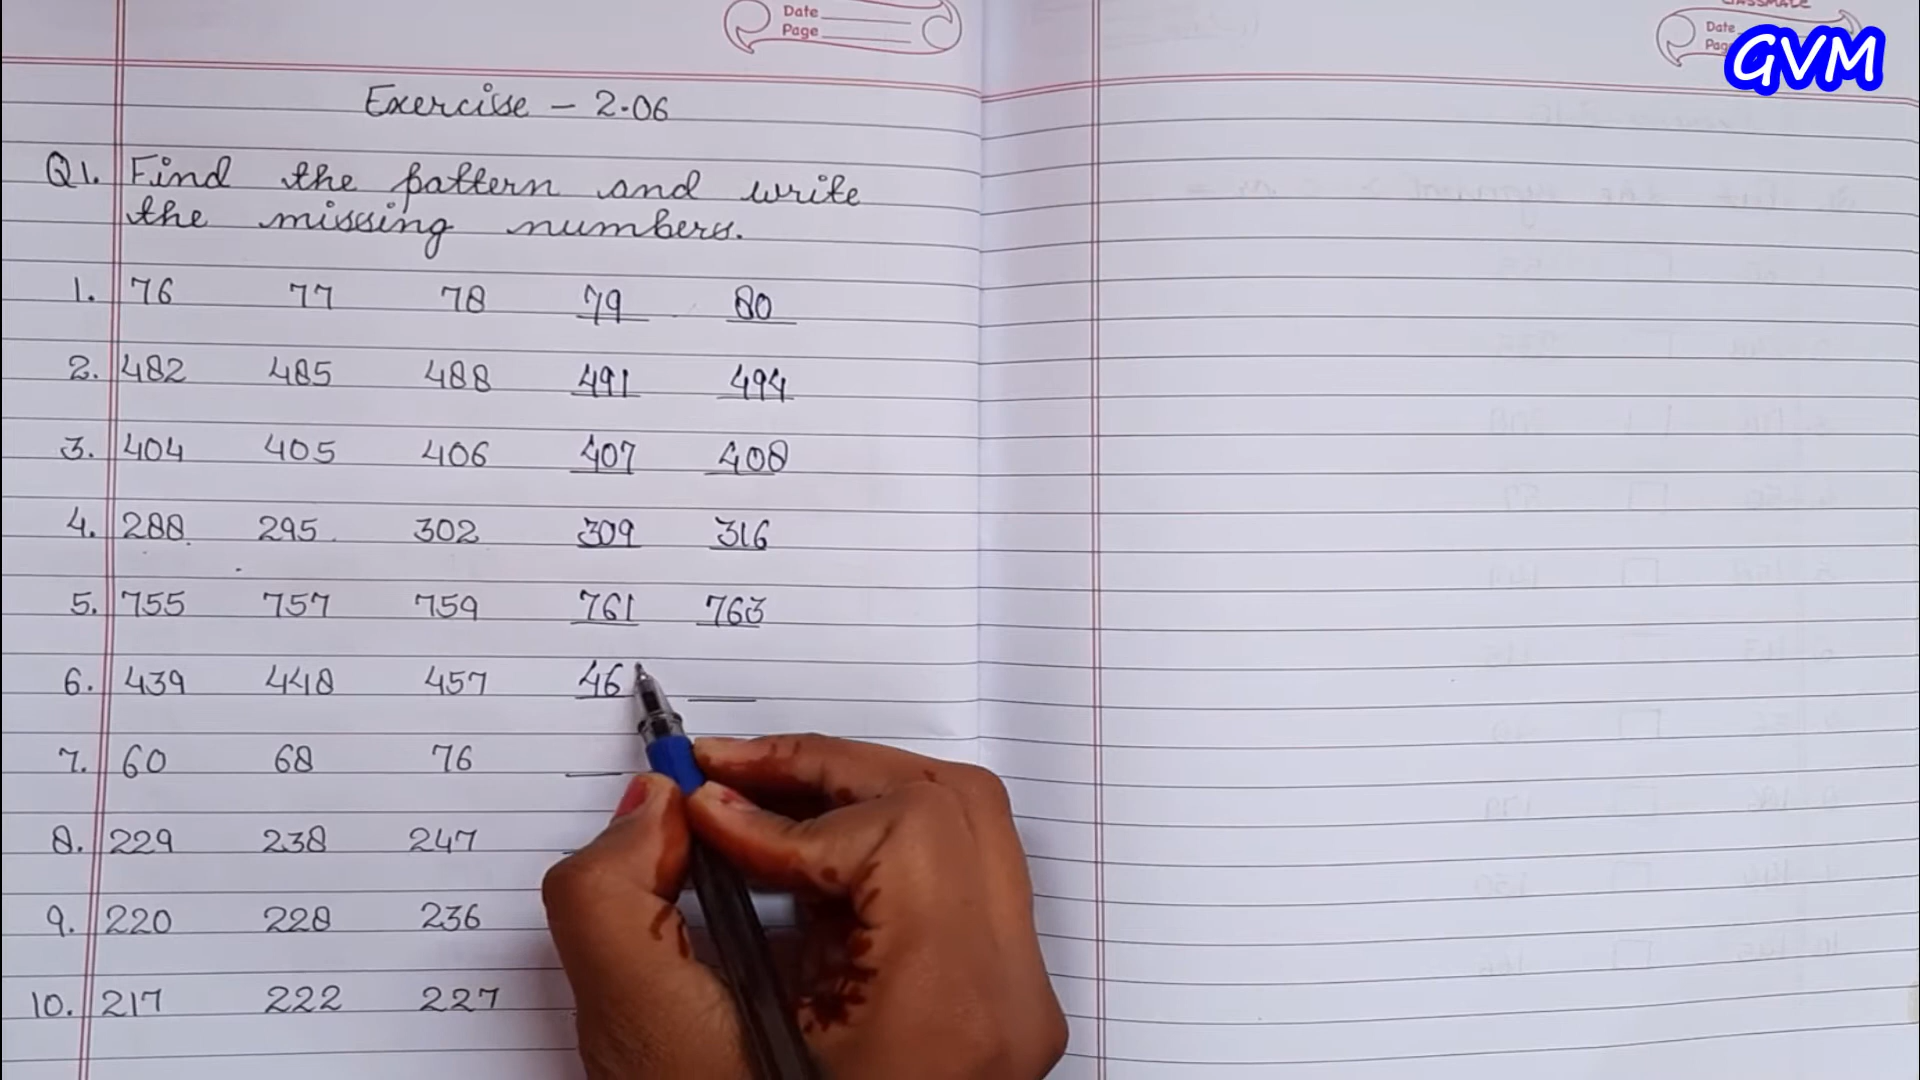 Date
Page
CLASSMATE
Date
Pag
GVM
Exercise - 2.06
Q1. Find the pattern and write
the missing numbers.
1. 76 77 78 79 80
2. 482 485 488 491 494
3. 404 405 406 407 408
4. 288 295 302 309 316
5. 755 757 759 761 763
6. 439 448 457 46
7. 60 68 76
8. 229 238 247
9. 220 228 236
10. 217 222 227